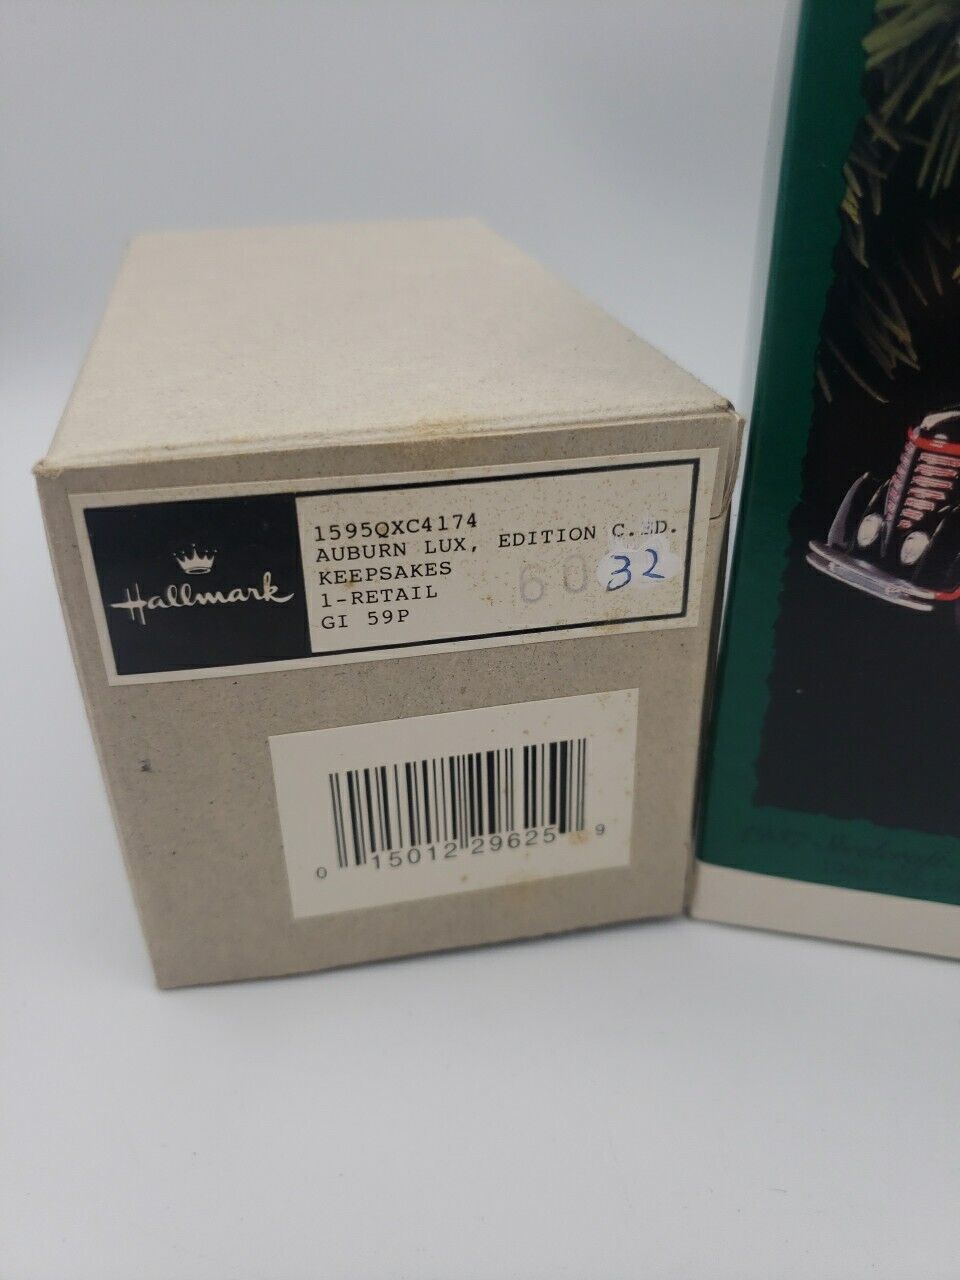 Hallmark
1595QXC4174
AUBURN LUX, EDITION C.ED.
KEEPSAKES
1-RETAIL
GI 59P
60
32
0 15012 29625 9